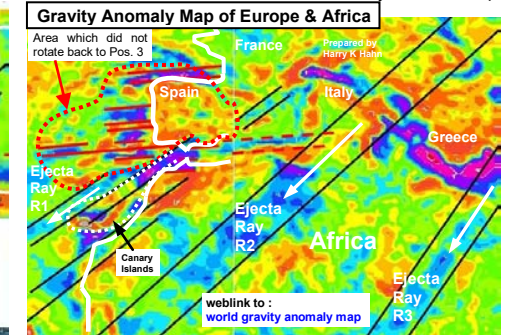 Gravity Anomaly Map of Europe & Africa
Area which did not
rotate back to Pos. 3
France
Prepared by
Harry K Hahn
Spain
Italy
Greece
Ejecta
Ray
R1
Ejecta
Ray
R2
Africa
Canary
Islands
Ejecta
Ray
R3
weblink to :
world gravity anomaly map